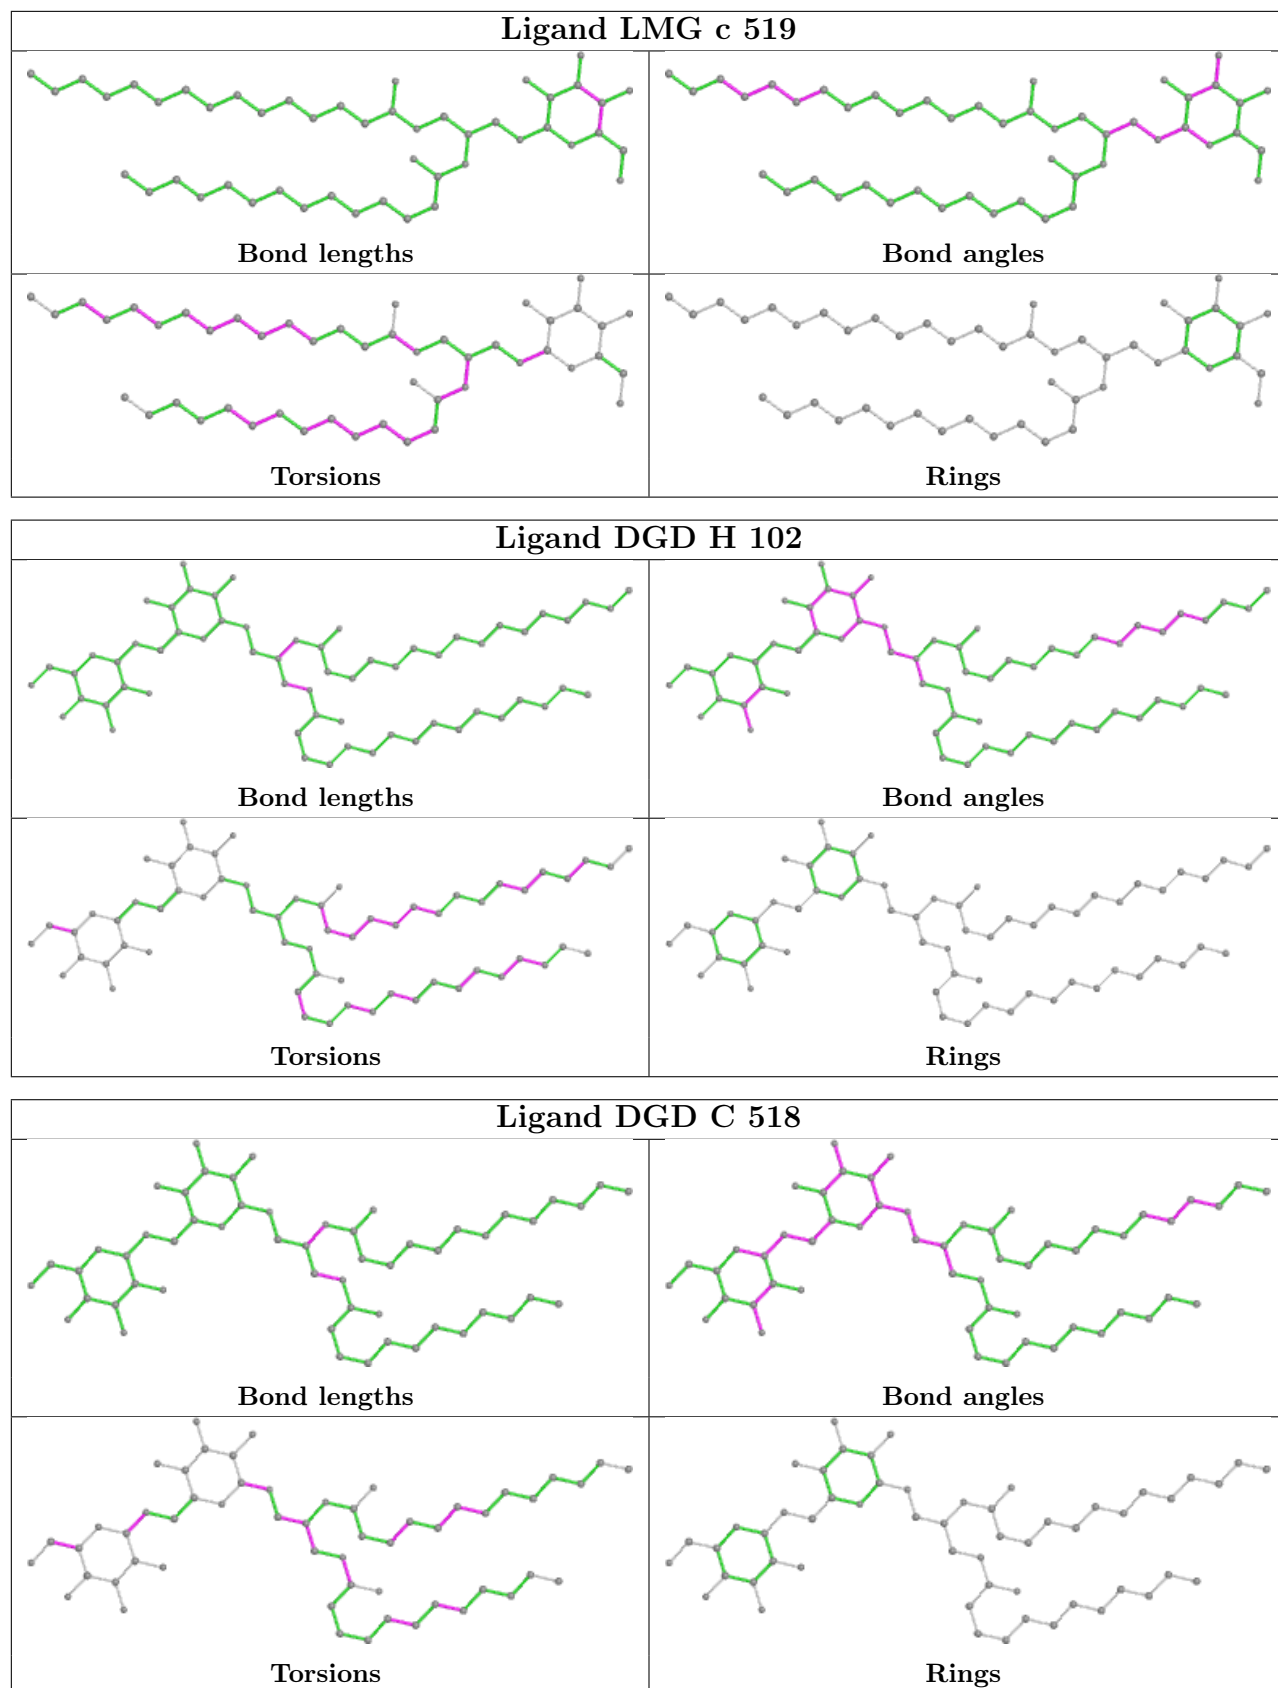 Ligand LMG c 519
Bond lengths
Bond angles
Torsions
Rings
Ligand DGD H 102
Bond lengths
Bond angles
Torsions
Rings
Ligand DGD C 518
Bond lengths
Bond angles
Torsions
Rings